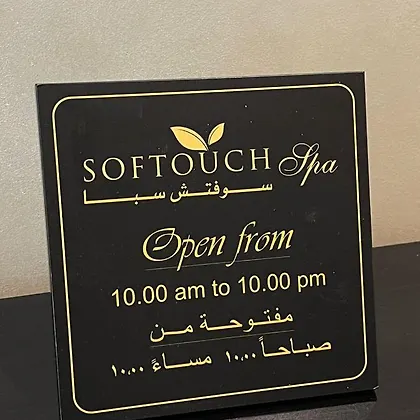 SOFTOUCH Spa
سوفتش سبا
Open from
10.00 am to 10.00 pm
مفتوحة من
١٠،٠٠ صباحاً ١٠،٠٠ مساءً